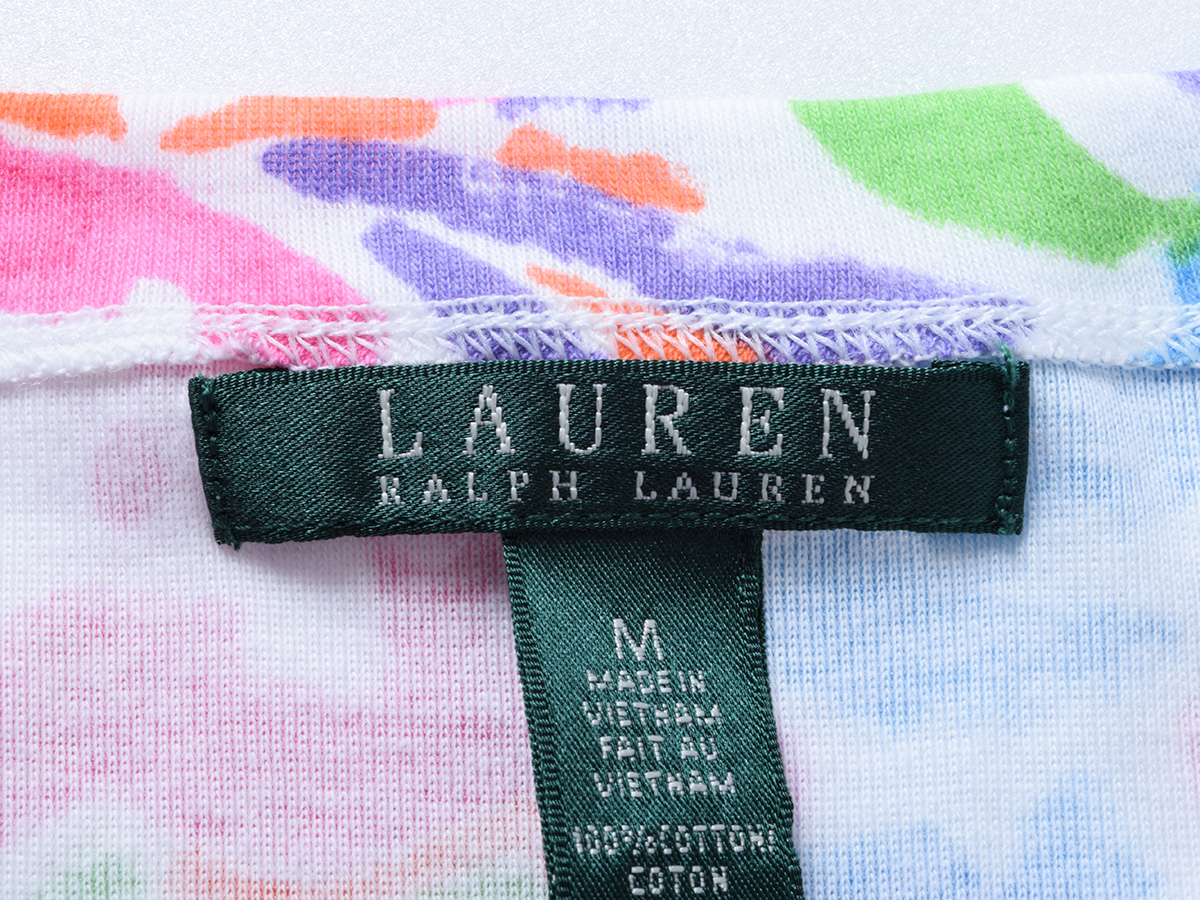 LAUREN
RALPH LAUREN
M
MADE IN
VIETNAM
FAIT AU
VIETNAM
100% COTTON/
COTON